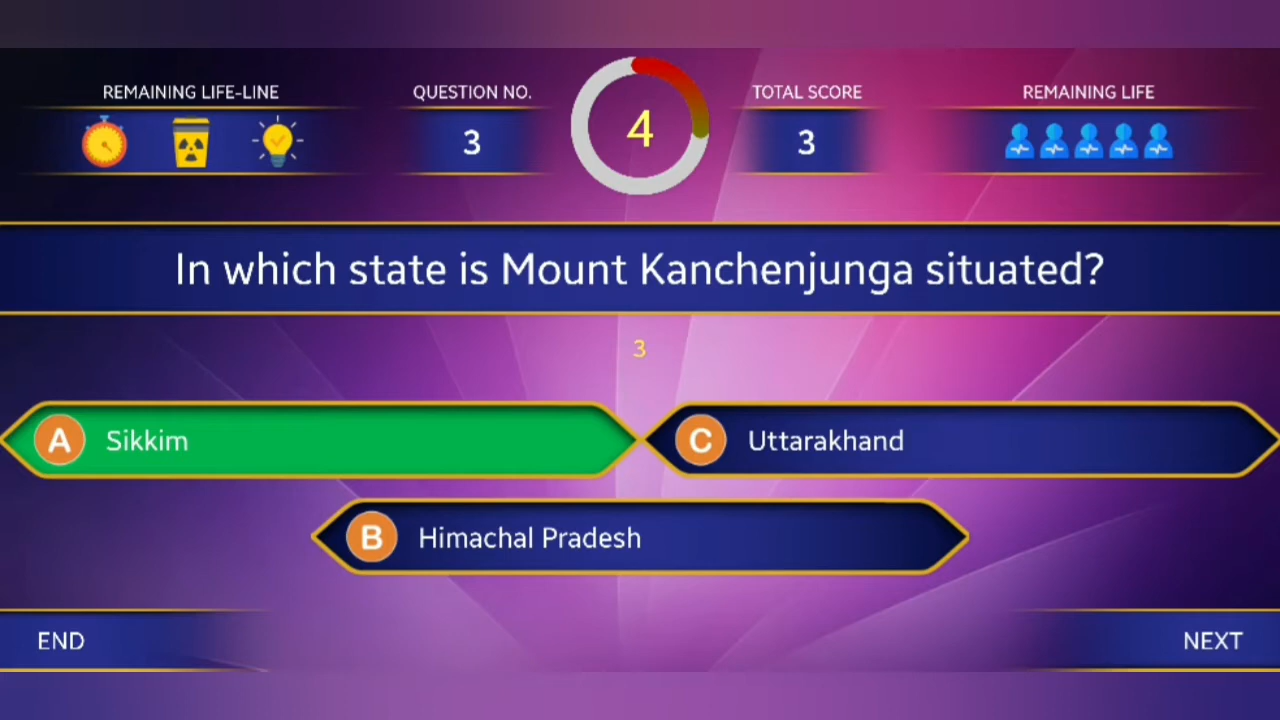 REMAINING LIFE-LINE
QUESTION NO.
3
4
TOTAL SCORE
3
REMAINING LIFE
In which state is Mount Kanchenjunga situated?
3
A Sikkim
C Uttarakhand
B Himachal Pradesh
END
NEXT